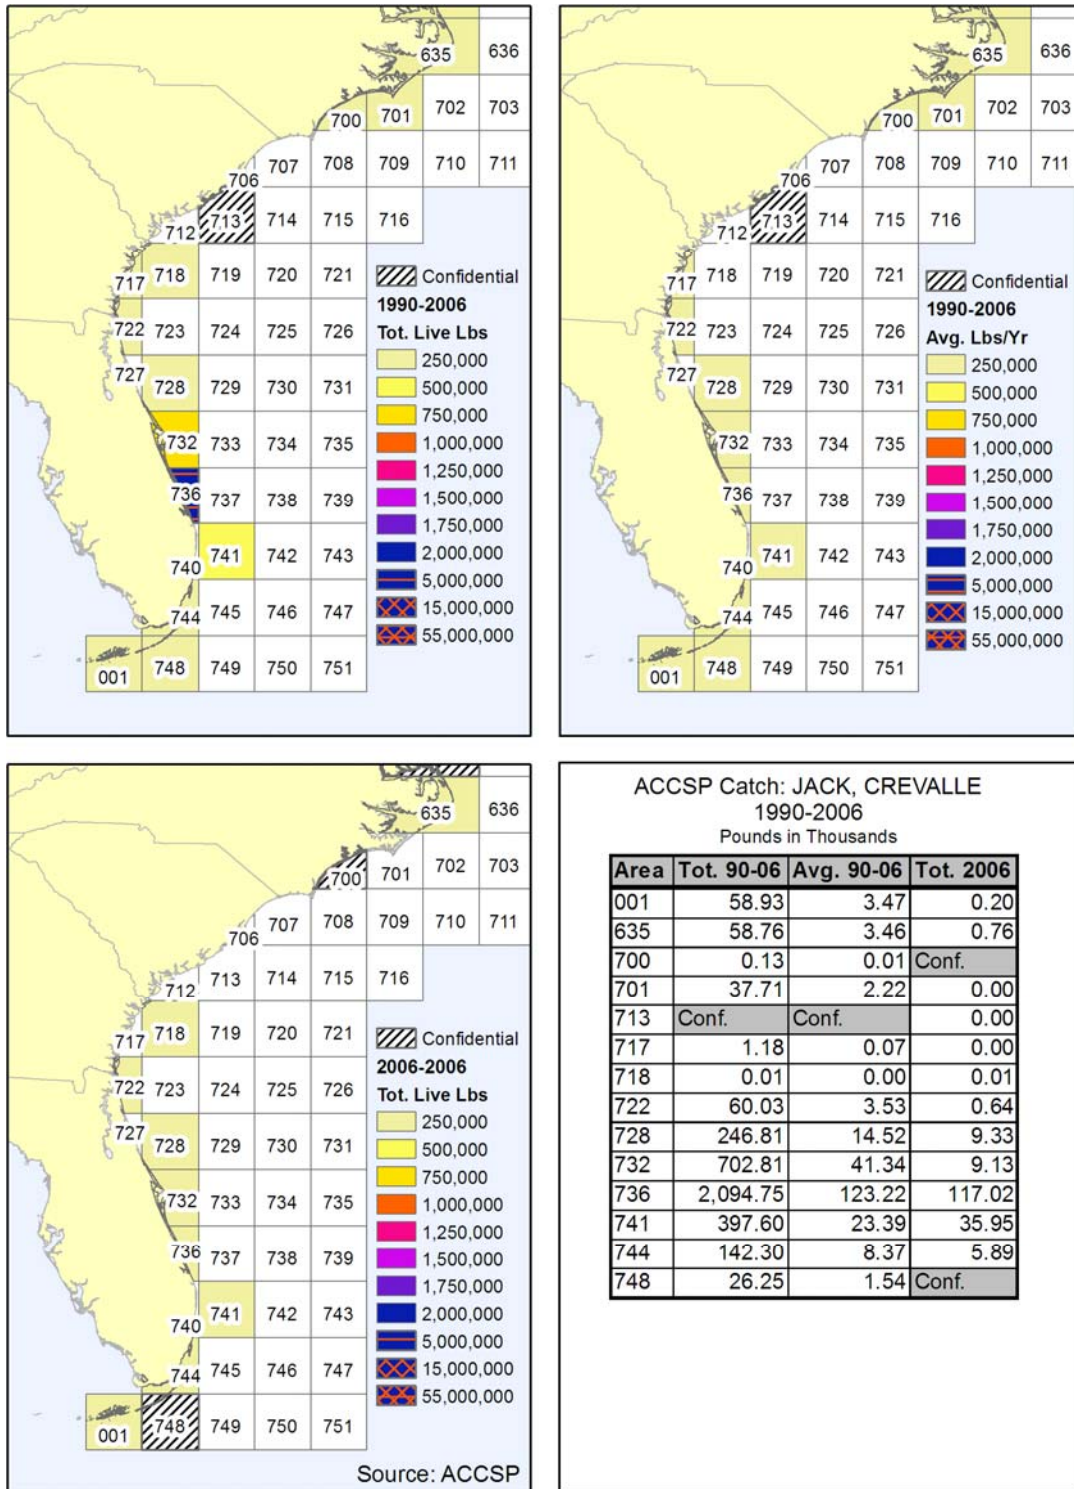 635 636
700 701 702 703
706 707 708 709 710 711
712 713 714 715 716
717 718 719 720 721
722 723 724 725 726
727 728 729 730 731
732 733 734 735
736 737 738 739
740 741 742 743
744 745 746 747
001 748 749 750 751
Confidential
1990-2006
Tot. Live Lbs
250,000
500,000
750,000
1,000,000
1,250,000
1,500,000
1,750,000
2,000,000
5,000,000
15,000,000
55,000,000
635 636
700 701 702 703
706 707 708 709 710 711
712 713 714 715 716
717 718 719 720 721
722 723 724 725 726
727 728 729 730 731
732 733 734 735
736 737 738 739
740 741 742 743
744 745 746 747
001 748 749 750 751
Confidential
1990-2006
Avg. Lbs/Yr
250,000
500,000
750,000
1,000,000
1,250,000
1,500,000
1,750,000
2,000,000
5,000,000
15,000,000
55,000,000
635 636
700 701 702 703
706 707 708 709 710 711
712 713 714 715 716
717 718 719 720 721
722 723 724 725 726
727 728 729 730 731
732 733 734 735
736 737 738 739
740 741 742 743
744 745 746 747
001 748 749 750 751
Confidential
2006-2006
Tot. Live Lbs
250,000
500,000
750,000
1,000,000
1,250,000
1,500,000
1,750,000
2,000,000
5,000,000
15,000,000
55,000,000
Source: ACCSP
ACCSP Catch: JACK, CREVALLE
1990-2006
Pounds in Thousands
Area Tot. 90-06 Avg. 90-06 Tot. 2006
001 58.93 3.47 0.20
635 58.76 3.46 0.76
700 0.13 0.01 Conf.
701 37.71 2.22 0.00
713 Conf. Conf. 0.00
717 1.18 0.07 0.00
718 0.01 0.00 0.01
722 60.03 3.53 0.64
728 246.81 14.52 9.33
732 702.81 41.34 9.13
736 2,094.75 123.22 117.02
741 397.60 23.39 35.95
744 142.30 8.37 5.89
748 26.25 1.54 Conf.